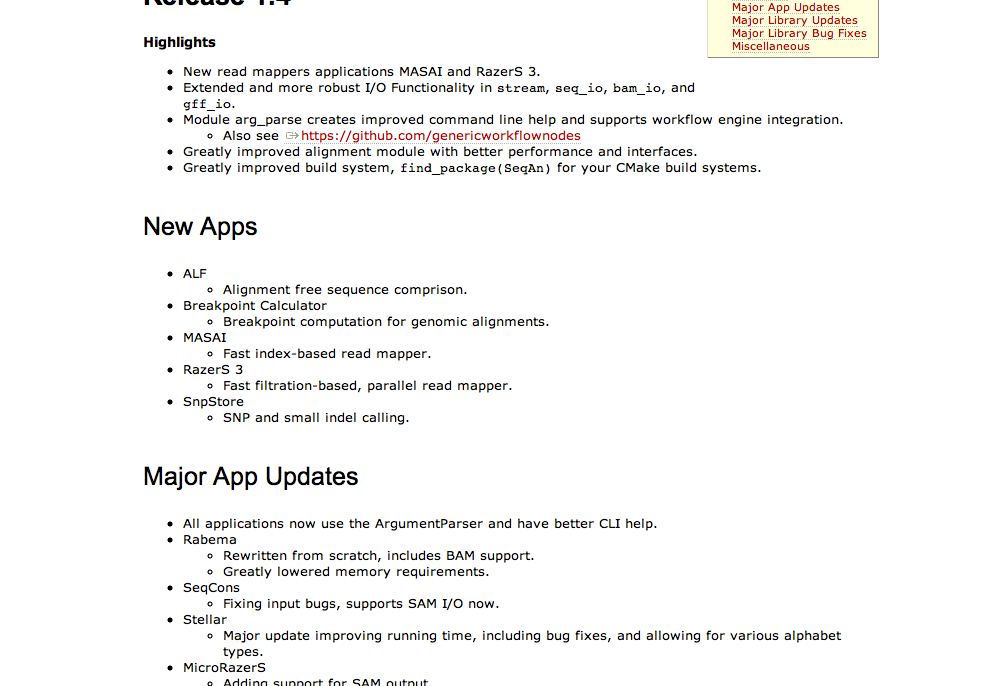 Release 1.4
Major App Updates
Major Library Updates
Major Library Bug Fixes
Miscellaneous
Highlights
New read mappers applications MASAI and RazerS 3.
Extended and more robust I/O Functionality in stream, seq_io, bam_io, and
gff_io.
Module arg_parse creates improved command line help and supports workflow engine integration.
Also see https://github.com/genericworkflownodes
Greatly improved alignment module with better performance and interfaces.
Greatly improved build system, find_package(SeqAn) for your CMake build systems.
New Apps
ALF
Alignment free sequence comprison.
Breakpoint Calculator
Breakpoint computation for genomic alignments.
MASAI
Fast index-based read mapper.
RazerS 3
Fast filtration-based, parallel read mapper.
SnpStore
SNP and small indel calling.
Major App Updates
All applications now use the ArgumentParser and have better CLI help.
Rabema
Rewritten from scratch, includes BAM support.
Greatly lowered memory requirements.
SeqCons
Fixing input bugs, supports SAM I/O now.
Stellar
Major update improving running time, including bug fixes, and allowing for various alphabet
types.
MicroRazerS
Adding support for SAM output.